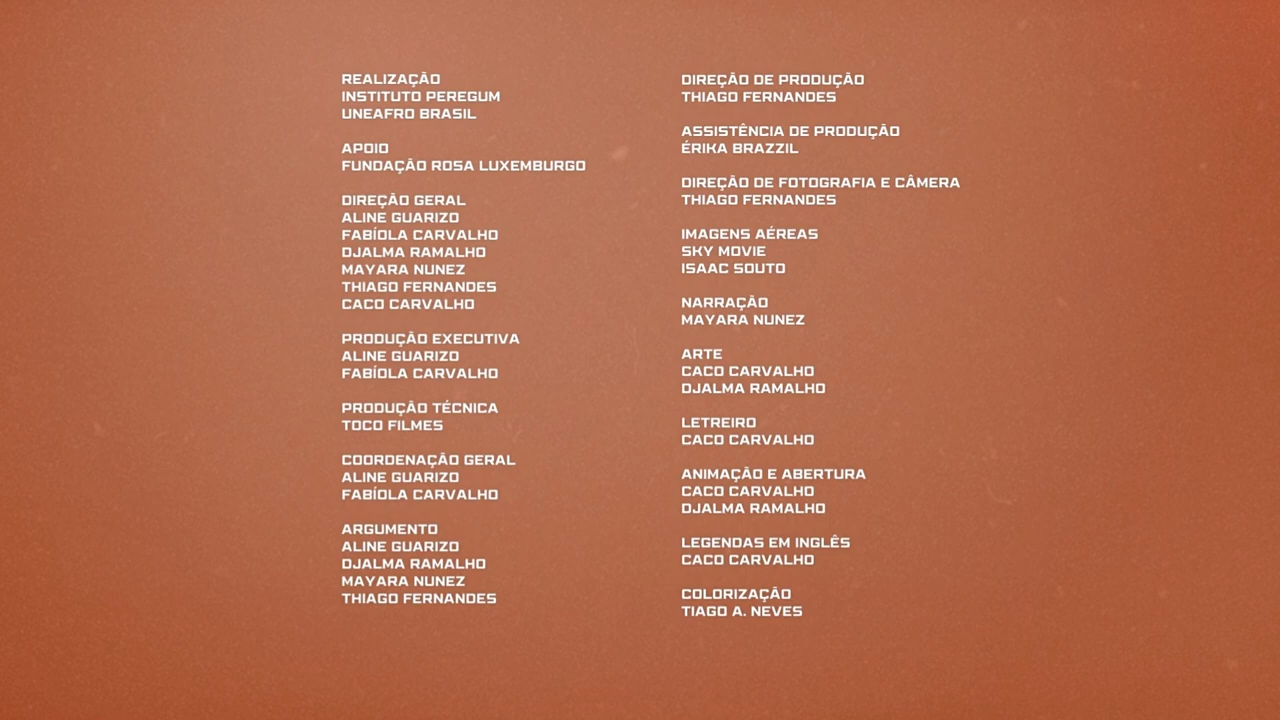 REALIZAÇÃO
INSTITUTO PEREGUM
UNEAFRO BRASIL
APOIO
FUNDAÇÃO ROSA LUXEMBURGO
DIREÇÃO GERAL
ALINE GUARIZO
FABÍOLA CARVALHO
DJALMA RAMALHO
MAYARA NUNEZ
THIAGO FERNANDES
CACO CARVALHO
PRODUÇÃO EXECUTIVA
ALINE GUARIZO
FABÍOLA CARVALHO
PRODUÇÃO TÉCNICA
TOCO FILMES
COORDENAÇÃO GERAL
ALINE GUARIZO
FABÍOLA CARVALHO
ARGUMENTO
ALINE GUARIZO
DJALMA RAMALHO
MAYARA NUNEZ
THIAGO FERNANDES
DIREÇÃO DE PRODUÇÃO
THIAGO FERNANDES
ASSISTÊNCIA DE PRODUÇÃO
ÉRIKA BRAZZIL
DIREÇÃO DE FOTOGRAFIA E CÂMERA
THIAGO FERNANDES
IMAGENS AÉREAS
SKY MOVIE
ISAAC SOUTO
NARRAÇÃO
MAYARA NUNEZ
ARTE
CACO CARVALHO
DJALMA RAMALHO
LETREIRO
CACO CARVALHO
ANIMAÇÃO E ABERTURA
CACO CARVALHO
DJALMA RAMALHO
LEGENDAS EM INGLÊS
CACO CARVALHO
COLORIZAÇÃO
TIAGO A. NEVES